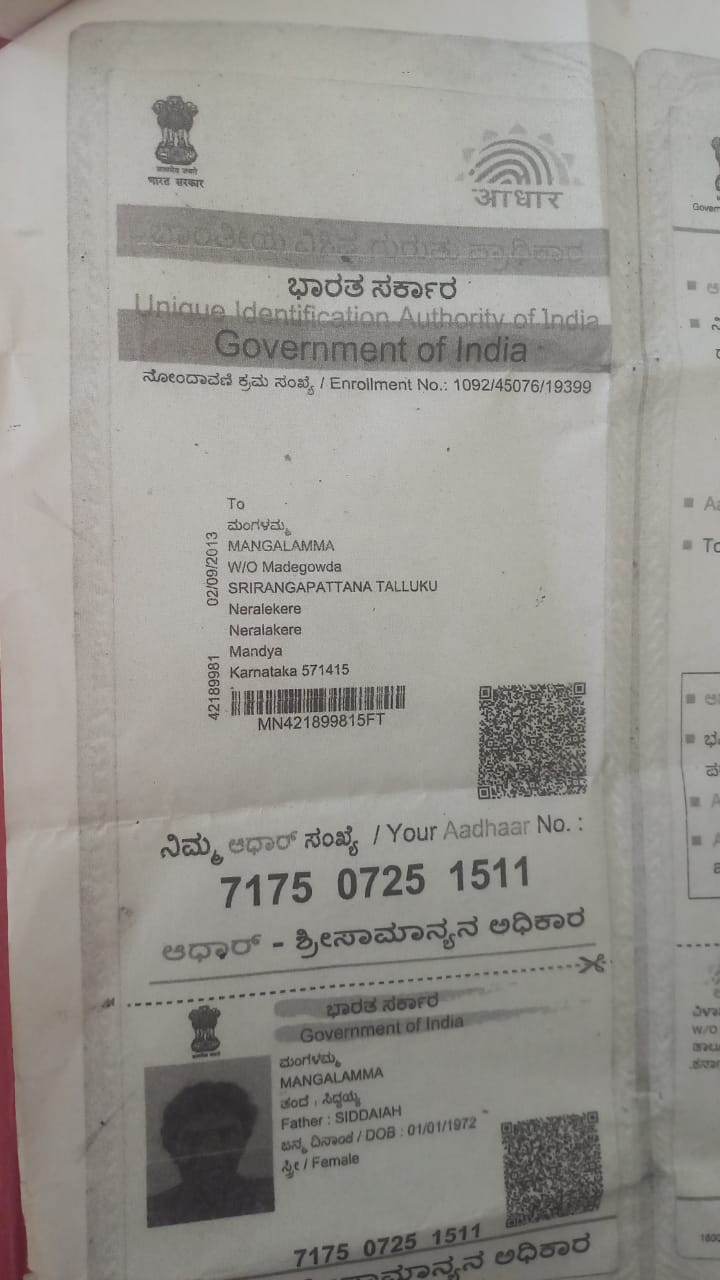 भारत सरकार
आधार
ಭಾರತೀಯ ವಿಶಿಷ್ಟ ಗುರುತು ಪ್ರಾಧಿಕಾರ
ಭಾರತ ಸರ್ಕಾರ
Unique Identification Authority of India
Government of India
ನೋಂದಾವಣಿ ಕ್ರಮ ಸಂಖ್ಯೆ / Enrollment No.: 1092/45076/19399
To
ಮಂಗಳಮ್ಮ
MANGALAMMA
W/O Madegowda
SRIRANGAPATTANA TALLUKU
Neralekere
Neralakere
Mandya
Karnataka 571415
02/09/2013
42189981
MN421899815FT
ನಿಮ್ಮ ಆಧಾರ್ ಸಂಖ್ಯೆ / Your Aadhaar No. :
7175 0725 1511
ಆಧಾರ್ - ಶ್ರೀಸಾಮಾನ್ಯನ ಅಧಿಕಾರ
ಭಾರತ ಸರ್ಕಾರ
Government of India
ಮಂಗಳಮ್ಮ
MANGALAMMA
ತಂದೆ : ಸಿದ್ದಯ್ಯ
Father : SIDDAIAH
ಜನ್ಮ ದಿನಾಂಕ / DOB : 01/01/1972
ಸ್ತ್ರೀ / Female
7175 0725 1511
ಸಾಮಾನ್ಯನ ಅಧಿಕಾರ
W/O